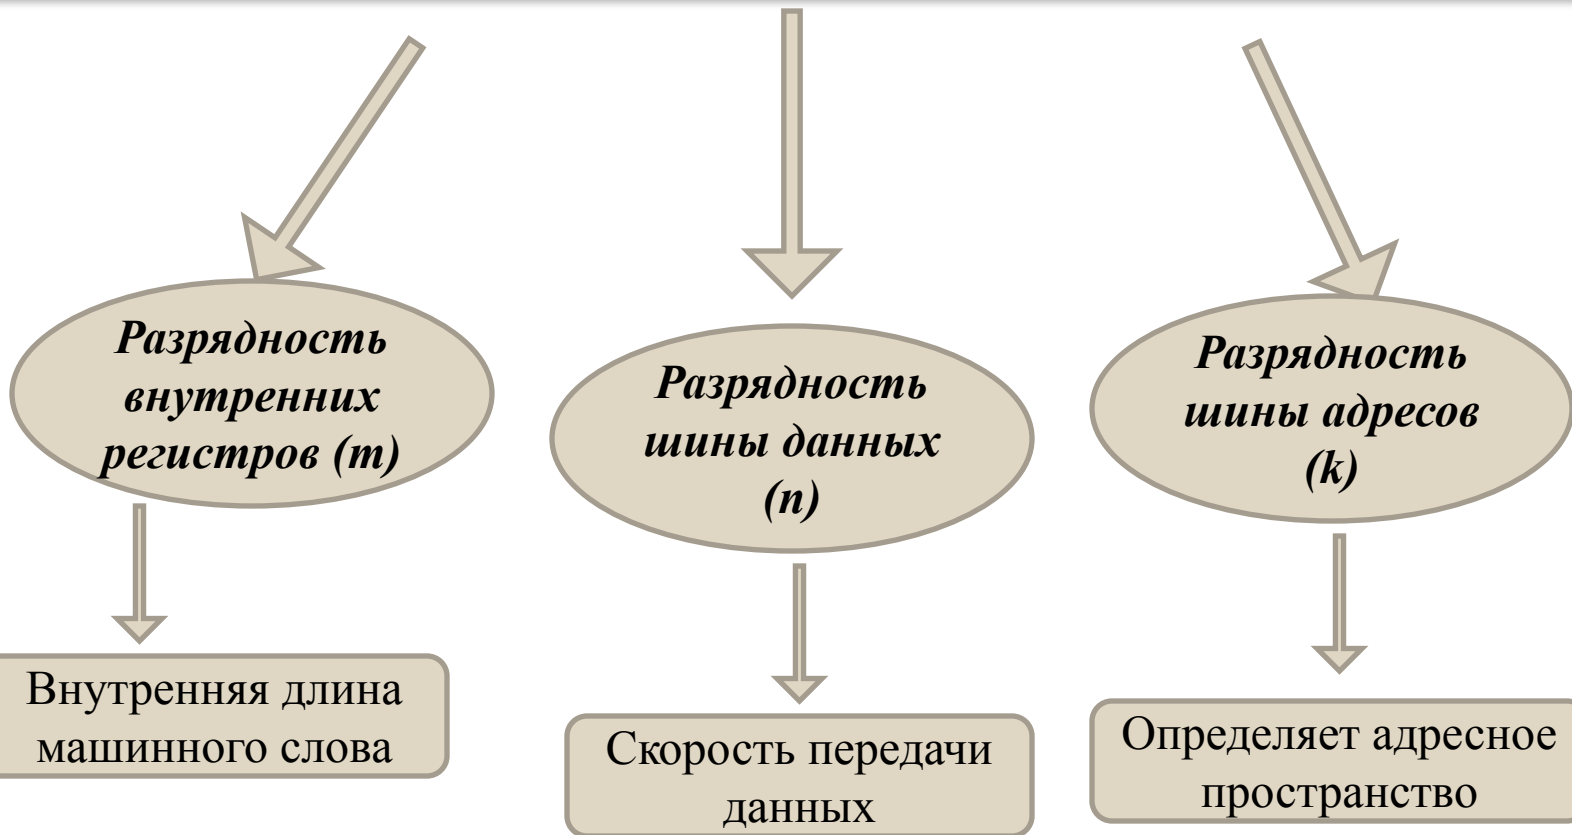 Разрядность
внутренних
регистров (m)
Разрядность
шины данных
(n)
Разрядность
шины адресов
(k)
Внутренняя длина
машинного слова
Скорость передачи
данных
Определяет адресное
пространство